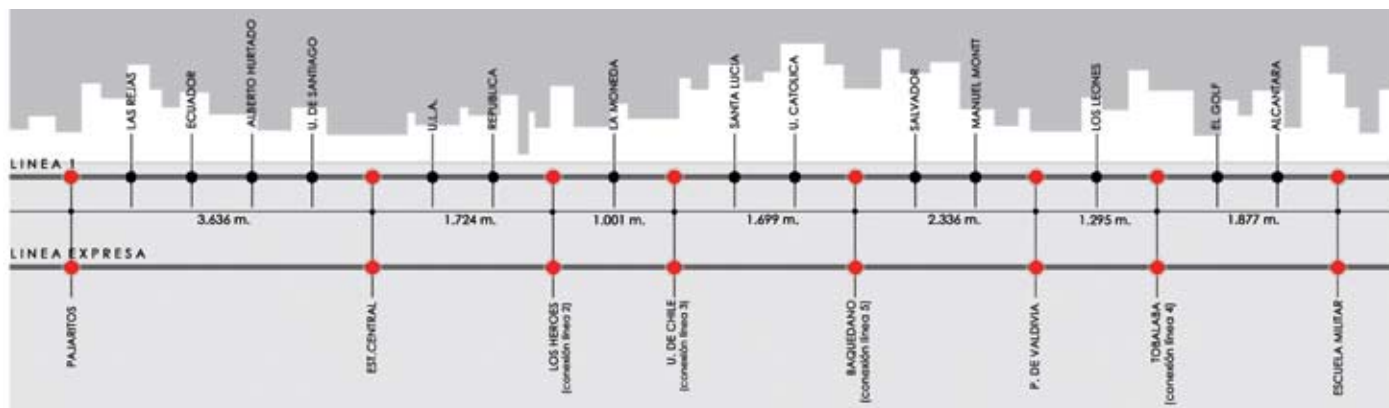 LAS REJAS
ECUADOR
ALBERTO HURTADO
U. DE SANTIAGO
U.L.A.
REPUBLICA
LA MONEDA
SANTA LUCIA
U. CATOLICA
SALVADOR
MANUEL MONTT
LOS LEONES
EL GOLF
ALCANTARA
LINEA 1
3.636 m.
1.724 m.
1.001 m.
1.699 m.
2.336 m.
1.295 m.
1.877 m.
LINEA EXPRESA
PAJARITOS
EST.CENTRAL
LOS HEROES
(conexión línea 2)
U. DE CHILE
(conexión línea 3)
BAQUEDANO
(conexión línea 5)
P. DE VALDIVIA
TOBALABA
(conexión línea 4)
ESCUELA MILITAR